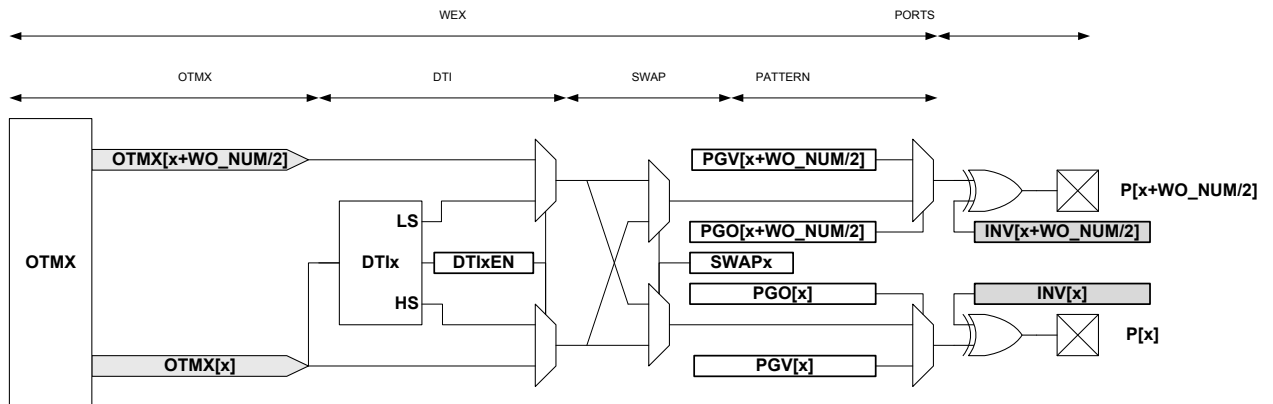 WEX
PORTS
OTMX
DTI
SWAP
PATTERN
OTMX[x+WO_NUM/2]
PGV[x+WO_NUM/2]
P[x+WO_NUM/2]
LS
PGO[x+WO_NUM/2]
INV[x+WO_NUM/2]
OTMX
DTIx
DTIxEN
SWAPx
HS
PGO[x]
INV[x]
P[x]
OTMX[x]
PGV[x]